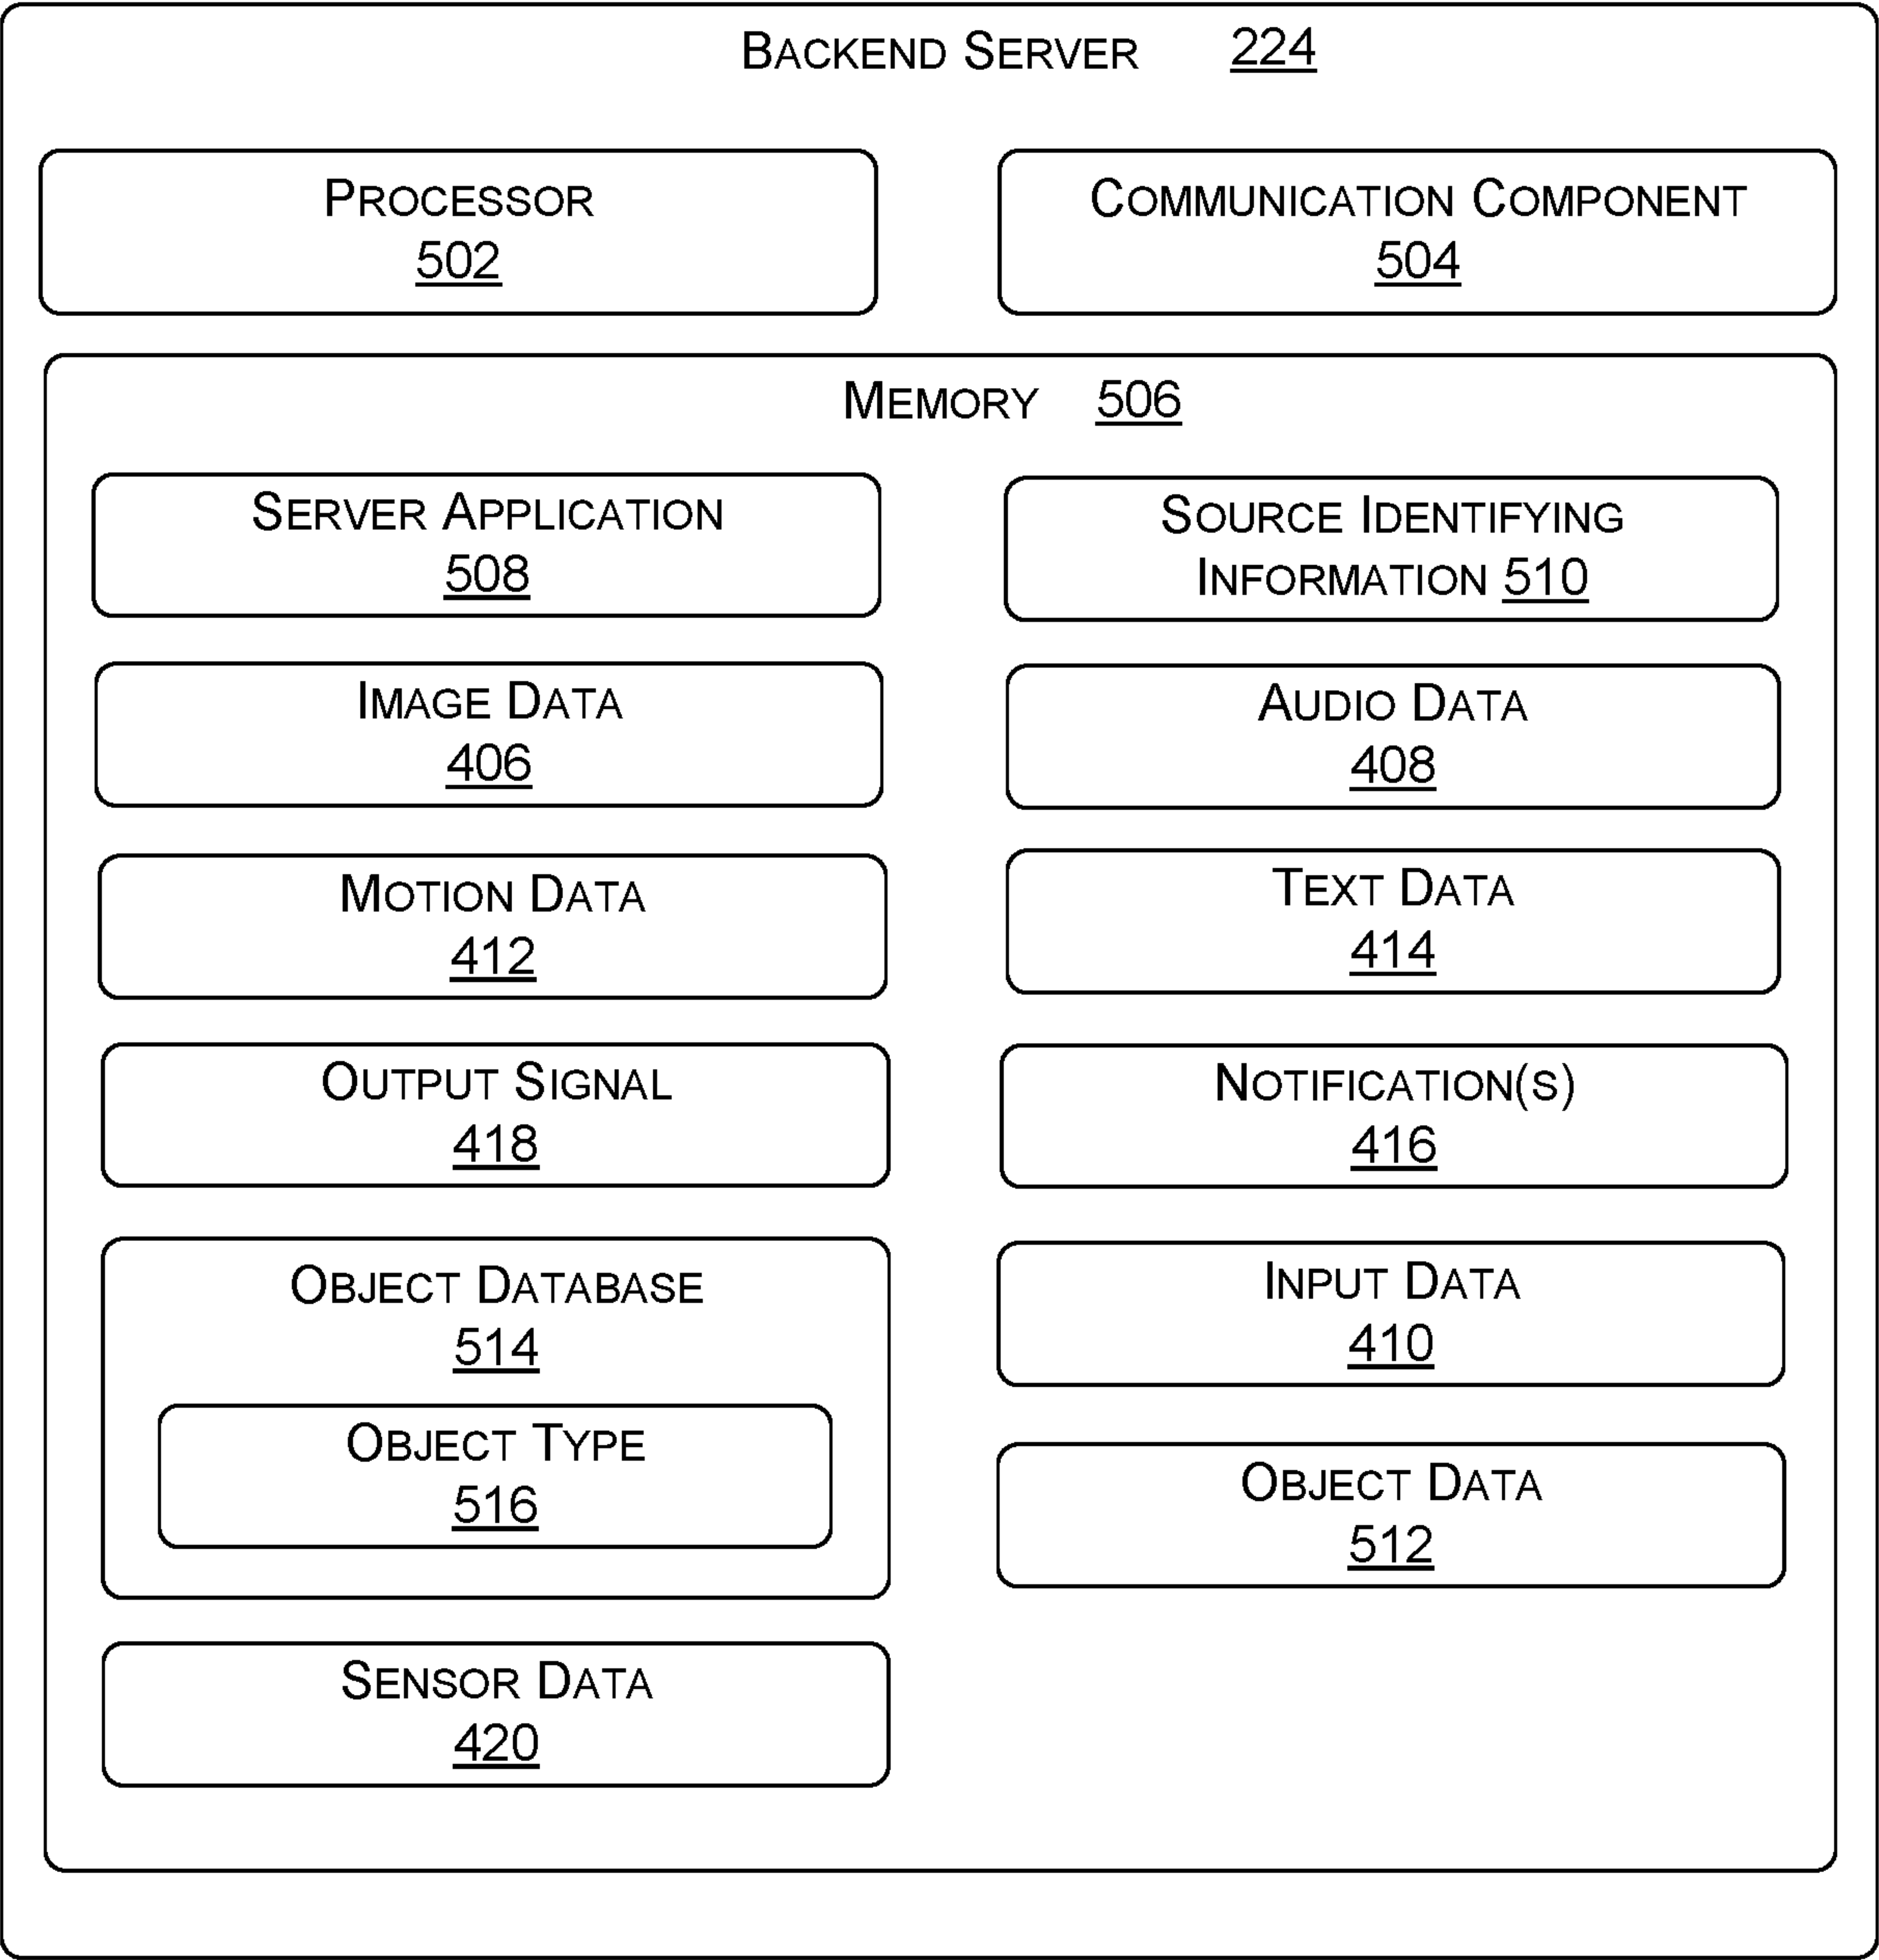 BACKEND SERVER 224
PROCESSOR
502
COMMUNICATION COMPONENT
504
MEMORY 506
SERVER APPLICATION
508
SOURCE IDENTIFYING
INFORMATION 510
IMAGE DATA
406
AUDIO DATA
408
MOTION DATA
412
TEXT DATA
414
OUTPUT SIGNAL
418
NOTIFICATION(S)
416
OBJECT DATABASE
514
OBJECT TYPE
516
INPUT DATA
410
OBJECT DATA
512
SENSOR DATA
420